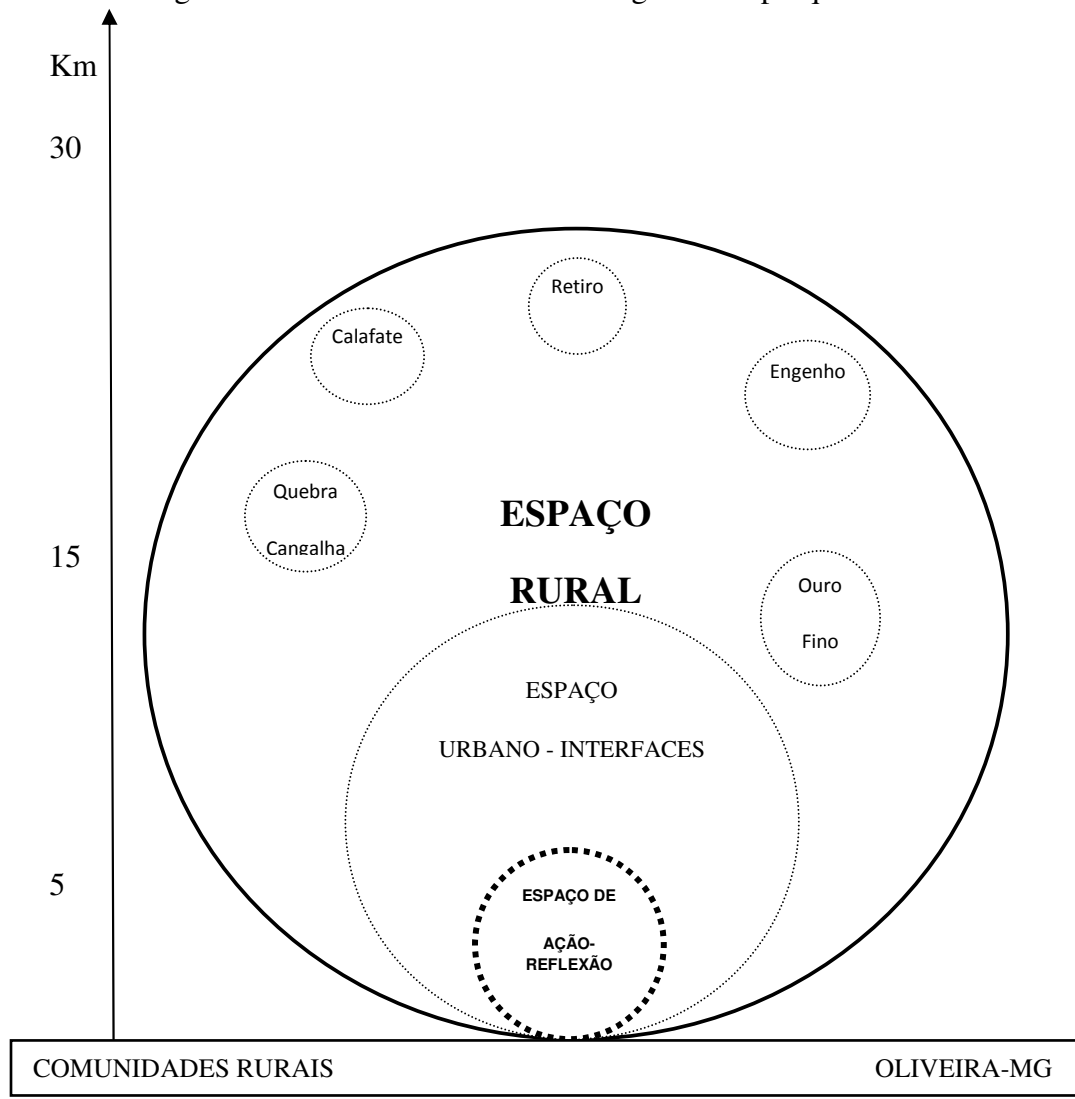 Km
30
Retiro
Calafate
Engenho
Quebra
Cangalha
ESPAÇO
RURAL
15
Ouro
Fino
ESPAÇO
URBANO - INTERFACES
5
ESPAÇO DE
AÇÃO-
REFLEXÃO
COMUNIDADES RURAIS OLIVEIRA-MG